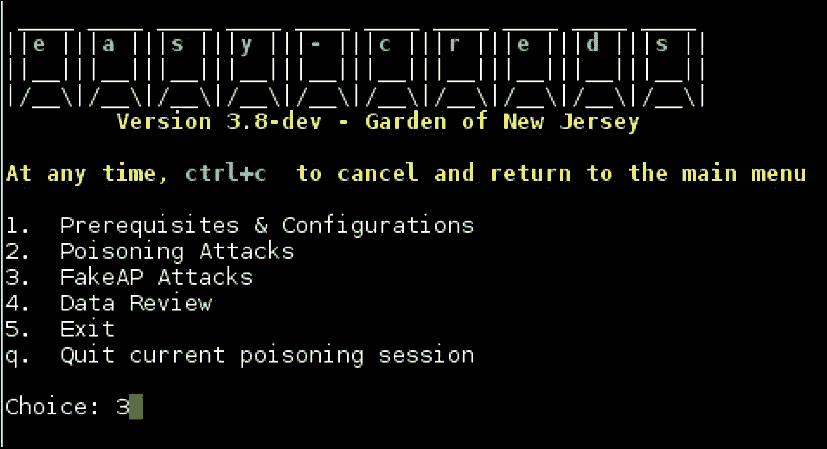 easy-creds
Version 3.8-dev - Garden of New Jersey
At any time, ctrl+c to cancel and return to the main menu
1. Prerequisites & Configurations
2. Poisoning Attacks
3. FakeAP Attacks
4. Data Review
5. Exit
q. Quit current poisoning session
Choice: 3